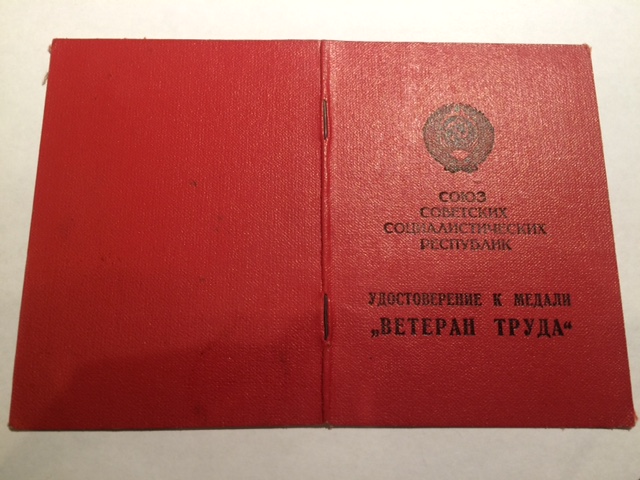 СОЮЗ
СОВЕТСКИХ
СОЦИАЛИСТИЧЕСКИХ
РЕСПУБЛИК
УДОСТОВЕРЕНИЕ К МЕДАЛИ
„ВЕТЕРАН ТРУДА“